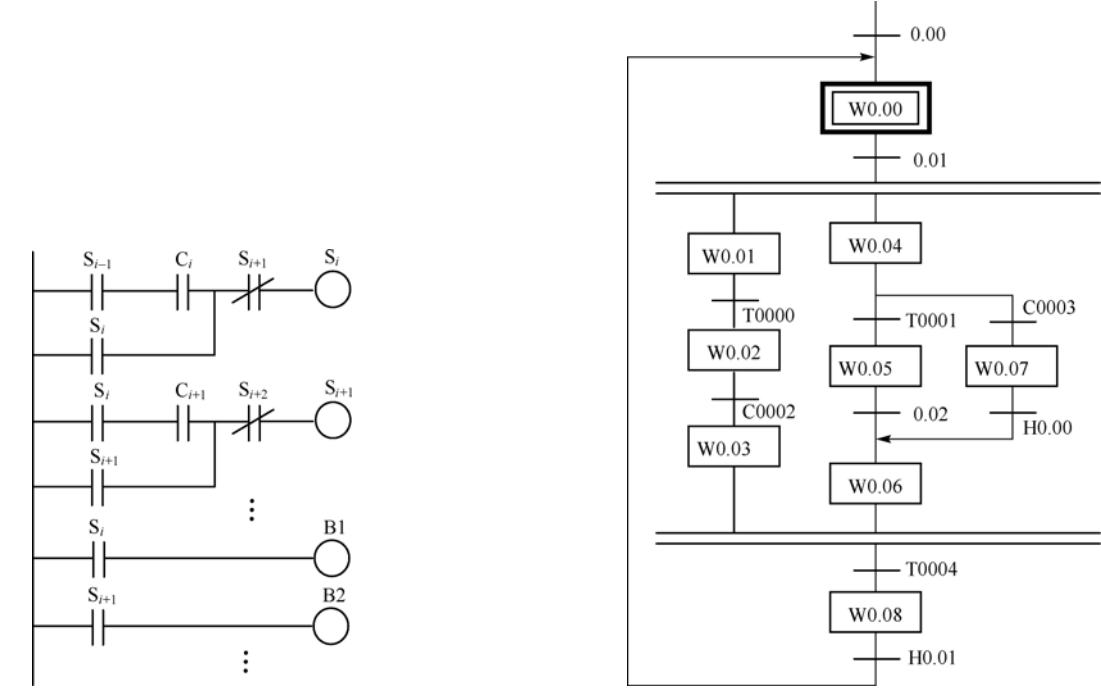 S_{i−1} C_i S_{i+1} S_i
S_i
S_i C_{i+1} S_{i+2} S_{i+1}
S_{i+1}
⋮
S_i B1
S_{i+1} B2
⋮
0.00
W0.00
0.01
W0.01
W0.04
T0000
T0001
C0003
W0.02
W0.05
W0.07
C0002
0.02
H0.00
W0.03
W0.06
T0004
W0.08
H0.01